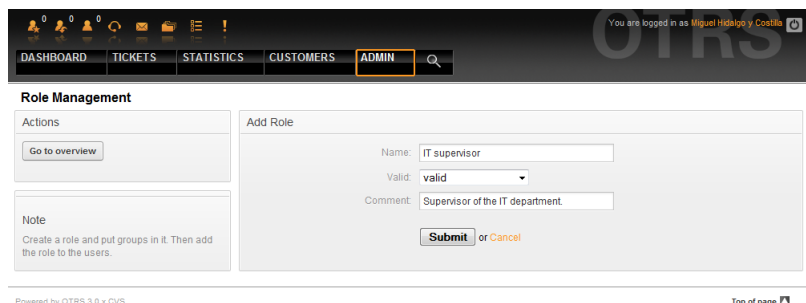 0 0 0
You are logged in as Miguel Hidalgo y Costilla
OTRS
DASHBOARD TICKETS STATISTICS CUSTOMERS ADMIN
Role Management
Actions
Go to overview
Note
Create a role and put groups in it. Then add
the role to the users.
Add Role
Name: IT supervisor
Valid: valid
Comment: Supervisor of the IT department.
Submit or Cancel
Powered by OTRS 3.0.x CVS
Top of page